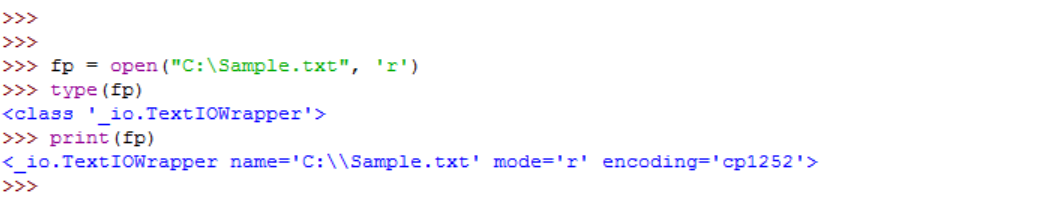 >>>
>>>
>>> fp = open("C:\Sample.txt", 'r')
>>> type(fp)
<class '_io.TextIOWrapper'>
>>> print(fp)
<_io.TextIOWrapper name='C:\\Sample.txt' mode='r' encoding='cp1252'>
>>>